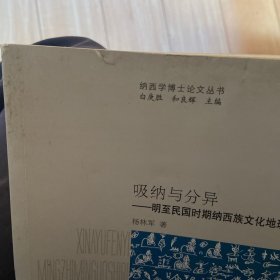 纳西学博士论文丛书
白庚胜 和良辉 主编
吸纳与分异
——明至民国时期纳西族文化地理
杨林军 著
XINAYUFENYI